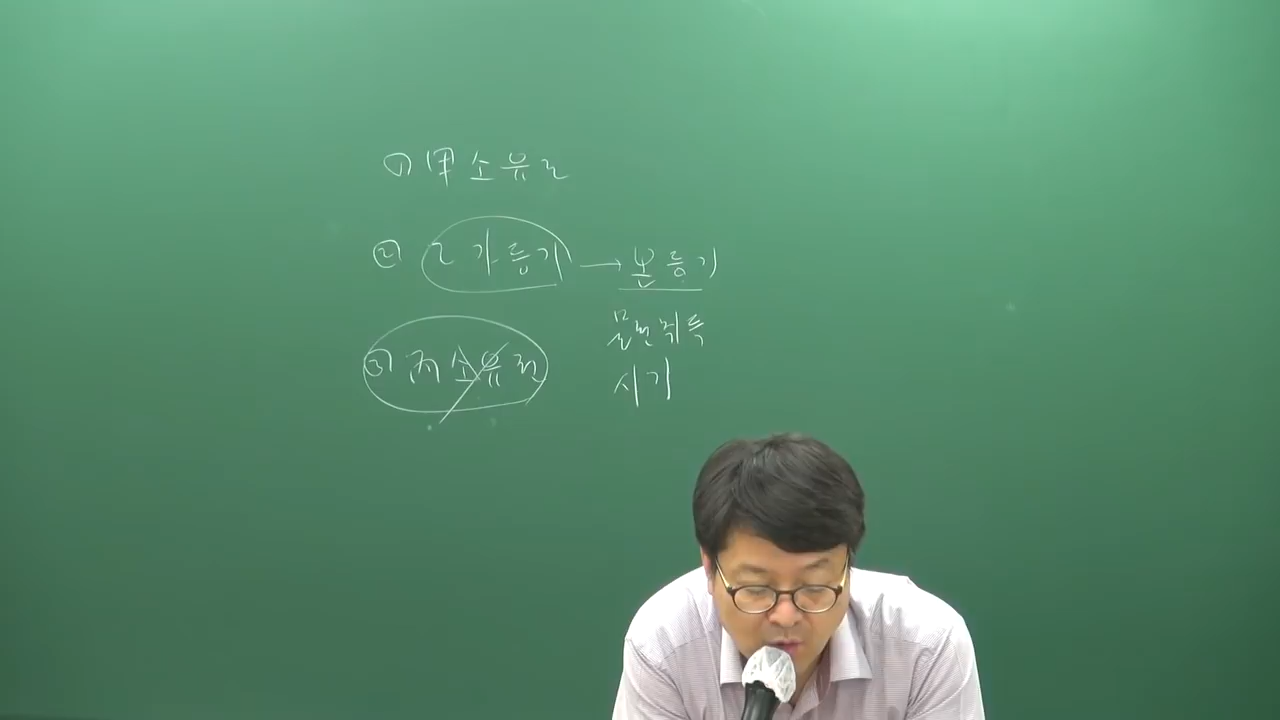 ① 甲 소유권
② 乙 가등기 → 본등기
물변취득
③ 丙 소유권
시기